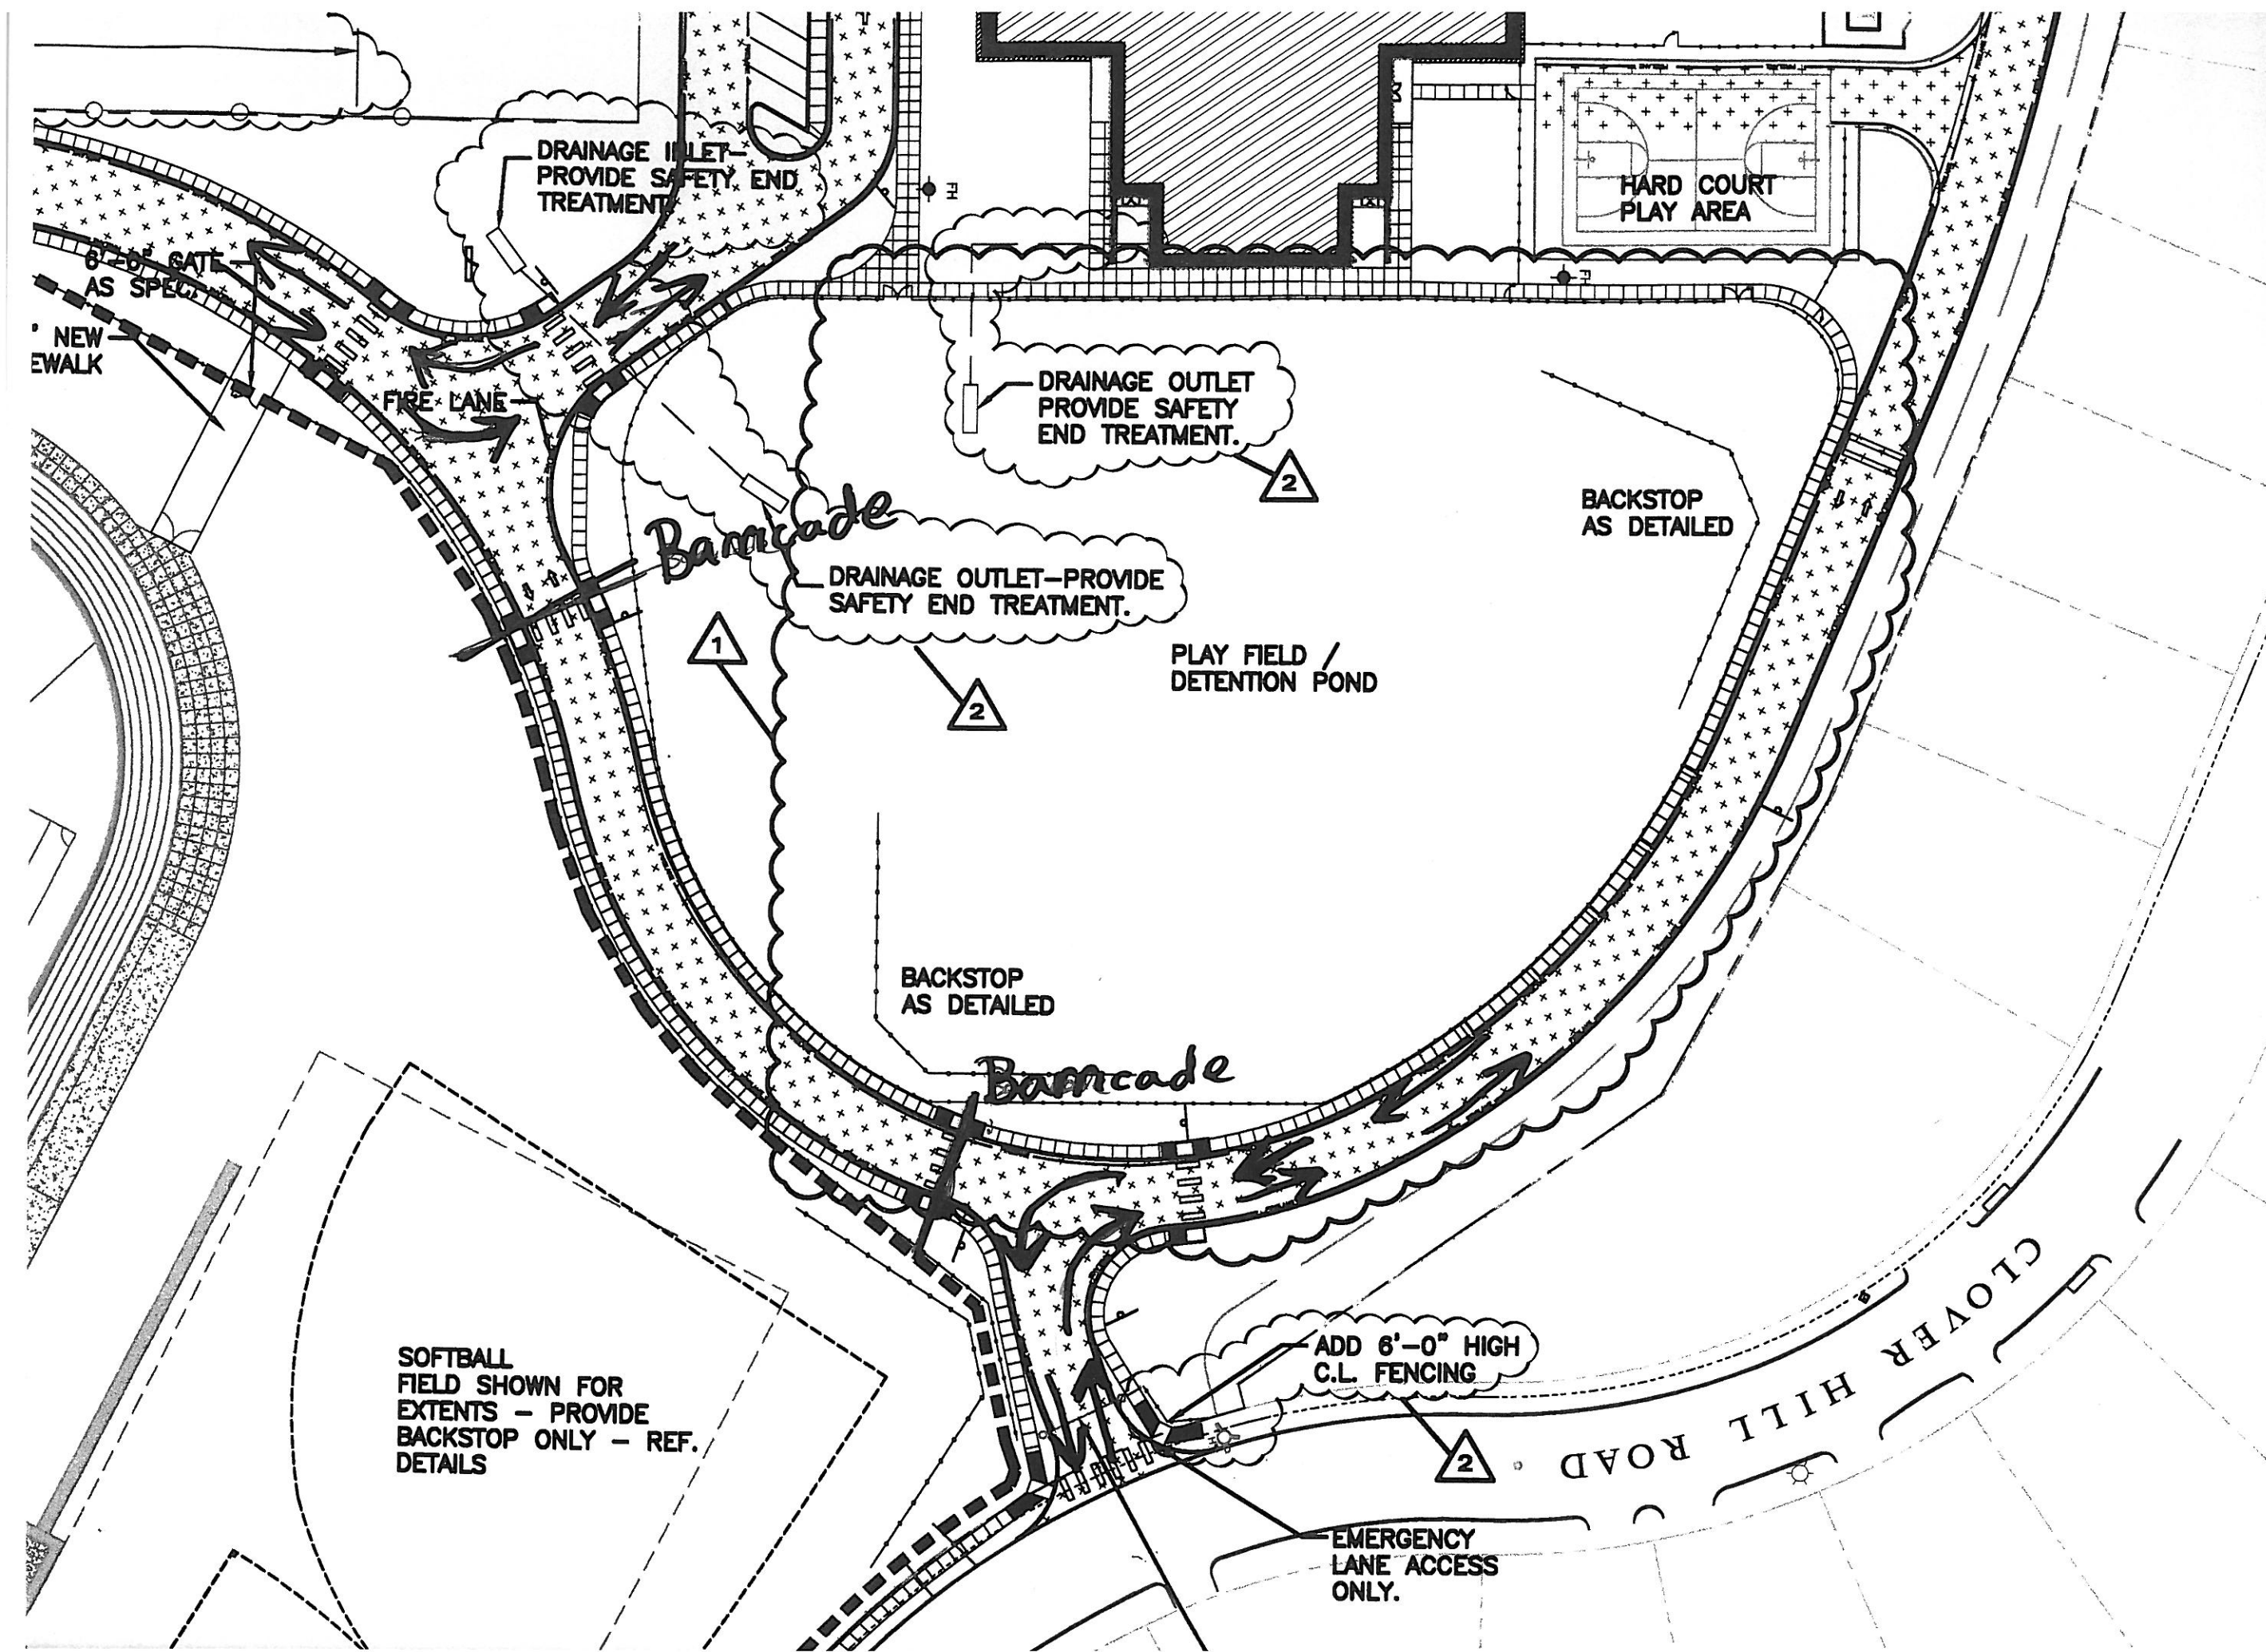 DRAINAGE INLET-
PROVIDE SAFETY END
TREATMENT
FH
HARD COURT
PLAY AREA
6'-0" GATE
AS SPEC.
' NEW
EWALK
FIRE LANE
DRAINAGE OUTLET
PROVIDE SAFETY
END TREATMENT.
2
BACKSTOP
AS DETAILED
Barricade
DRAINAGE OUTLET-PROVIDE
SAFETY END TREATMENT.
1
2
PLAY FIELD /
DETENTION POND
BACKSTOP
AS DETAILED
Barricade
SOFTBALL
FIELD SHOWN FOR
EXTENTS - PROVIDE
BACKSTOP ONLY - REF.
DETAILS
ADD 6'-0" HIGH
C.L. FENCING
2
CLOVER HILL ROAD
EMERGENCY
LANE ACCESS
ONLY.